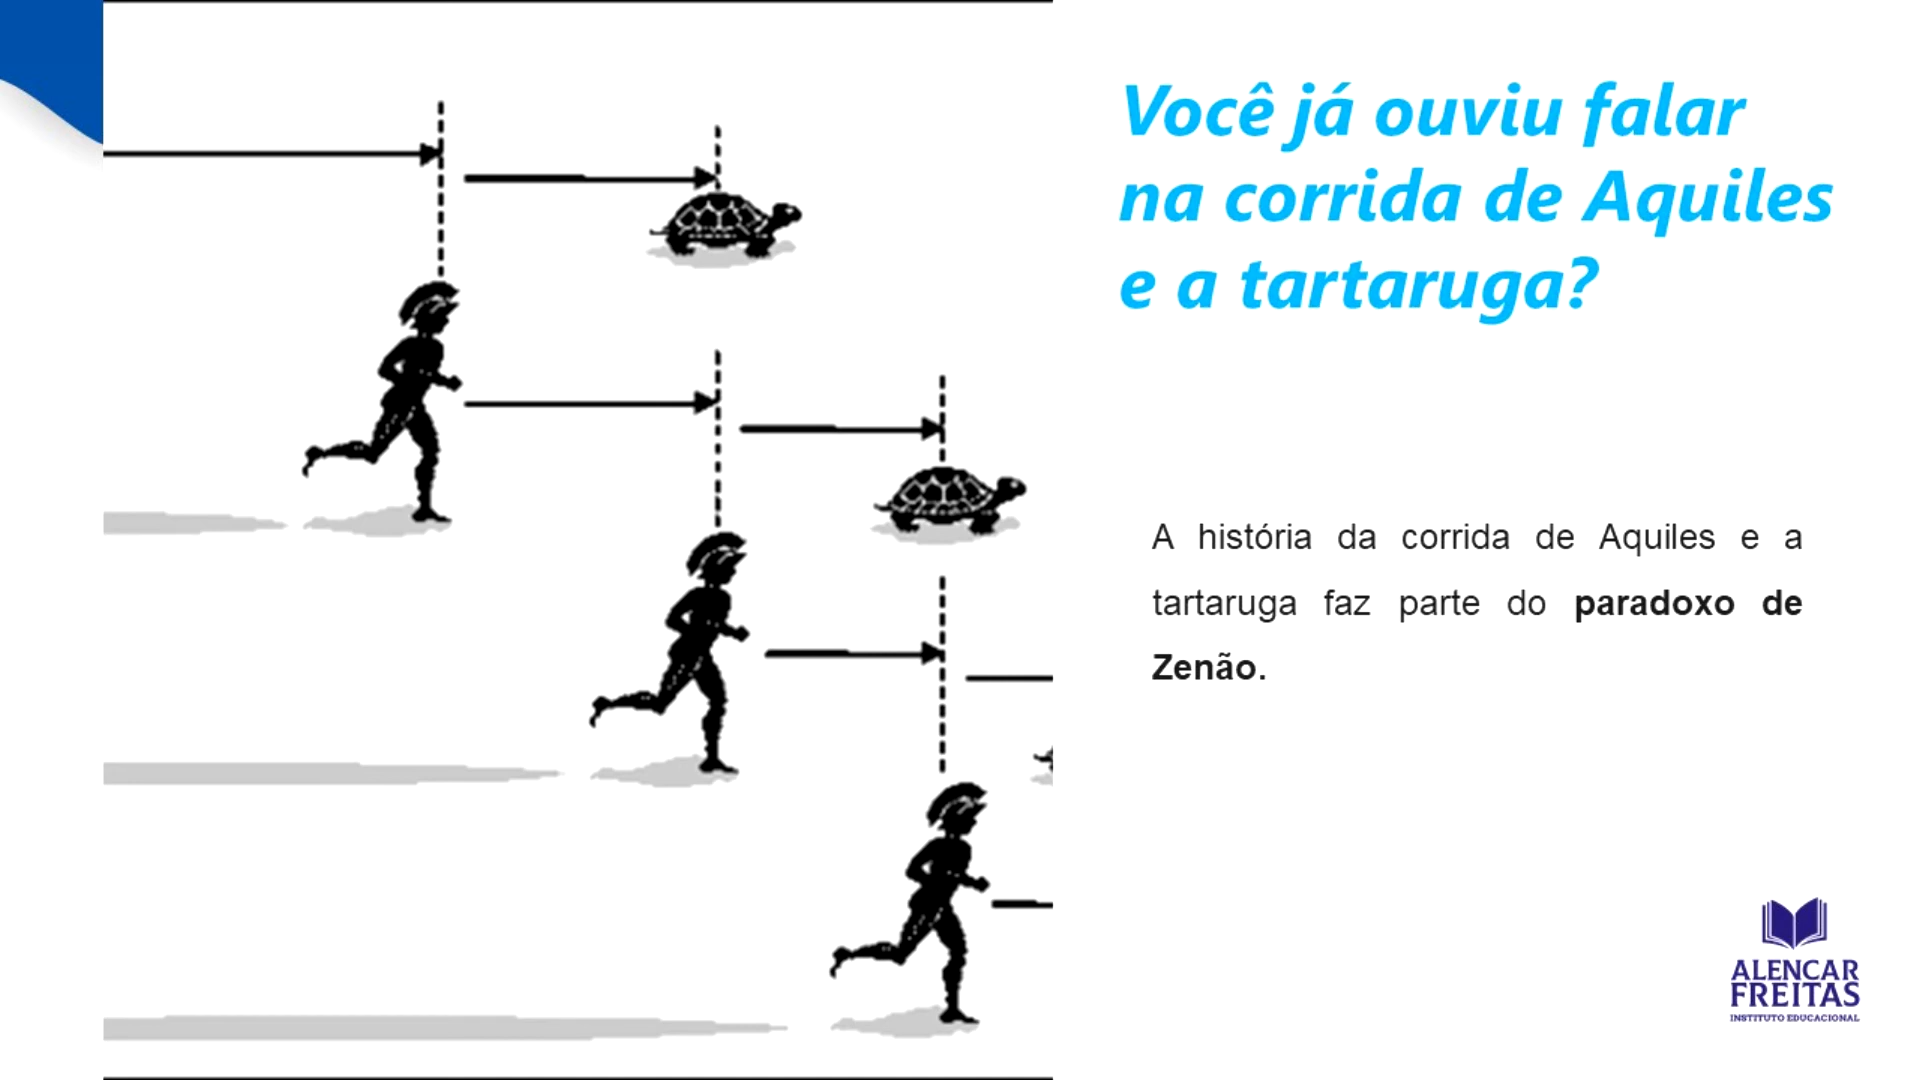 Você já ouviu falar
na corrida de Aquiles
e a tartaruga?
A história da corrida de Aquiles e a
tartaruga faz parte do paradoxo de
Zenão.
ALENCAR
FREITAS
INSTITUTO EDUCACIONAL